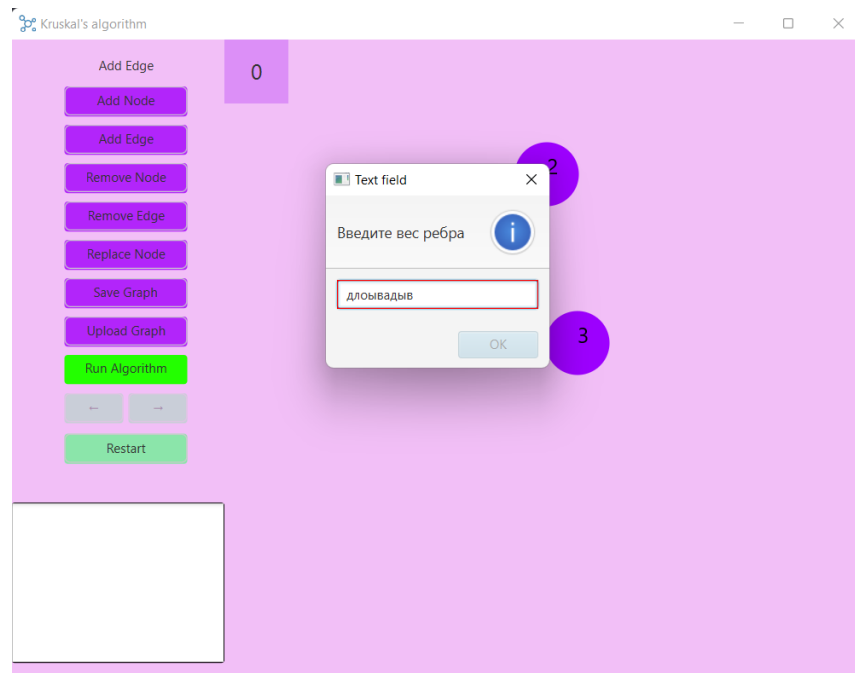 Kruskal's algorithm
Add Edge
0
Add Node
Add Edge
Remove Node
Remove Edge
Replace Node
Save Graph
Upload Graph
Run Algorithm
← →
Restart
2
Text field
Введите вес ребра
i
длоывадыв
OK
3